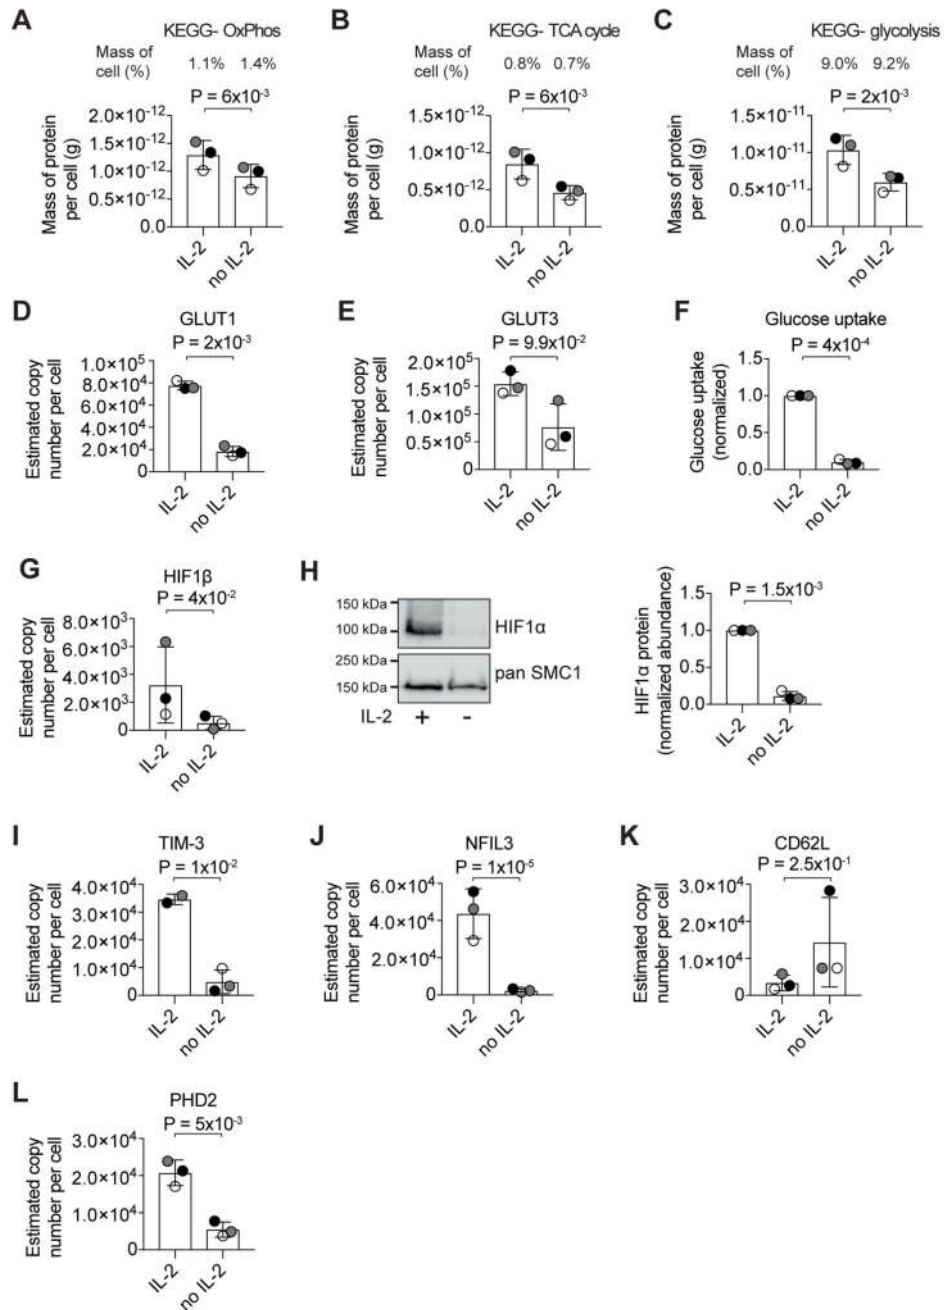 A
KEGG- OxPhos
Mass of cell (%)
1.1% 1.4%
P = 6x10-3
Mass of protein per cell (g)
2.0×10-12
1.5×10-12
1.0×10-12
0.5×10-12
0.0
IL-2
no IL-2
B
KEGG- TCA cycle
Mass of cell (%)
0.8% 0.7%
P = 6x10-3
Mass of protein per cell (g)
1.5×10-12
1.0×10-12
0.5×10-12
0.0
IL-2
no IL-2
C
KEGG- glycolysis
Mass of cell (%)
9.0% 9.2%
P = 2x10-3
Mass of protein per cell (g)
1.5×10-11
1.0×10-11
0.5×10-11
0.0
IL-2
no IL-2
D
GLUT1
P = 2x10-3
Estimated copy number per cell
1.0×10⁵
8.0×10⁴
6.0×10⁴
4.0×10⁴
2.0×10⁴
0
IL-2
no IL-2
E
GLUT3
P = 9.9x10-2
Estimated copy number per cell
2.0×10⁵
1.5×10⁵
1.0×10⁵
0.5×10⁵
0
IL-2
no IL-2
F
Glucose uptake
P = 4x10-4
Glucose uptake (normalized)
1.5
1.0
0.5
0.0
IL-2
no IL-2
G
HIF1β
P = 4x10-2
Estimated copy number per cell
8.0×10³
6.0×10³
4.0×10³
2.0×10³
0
IL-2
no IL-2
H
150 kDa
100 kDa
HIF1α
250 kDa
150 kDa
pan SMC1
IL-2 + -
P = 1.5x10-3
HIF1α protein (normalized abundance)
1.5
1.0
0.5
0.0
IL-2
no IL-2
I
TIM-3
P = 1x10-2
Estimated copy number per cell
4.0×10⁴
3.0×10⁴
2.0×10⁴
1.0×10⁴
0
IL-2
no IL-2
J
NFIL3
P = 1x10-5
Estimated copy number per cell
6.0×10⁴
4.0×10⁴
2.0×10⁴
0
IL-2
no IL-2
K
CD62L
P = 2.5x10-1
Estimated copy number per cell
3.0×10⁴
2.0×10⁴
1.0×10⁴
0
IL-2
no IL-2
L
PHD2
P = 5x10-3
Estimated copy number per cell
3.0×10⁴
2.0×10⁴
1.0×10⁴
0
IL-2
no IL-2